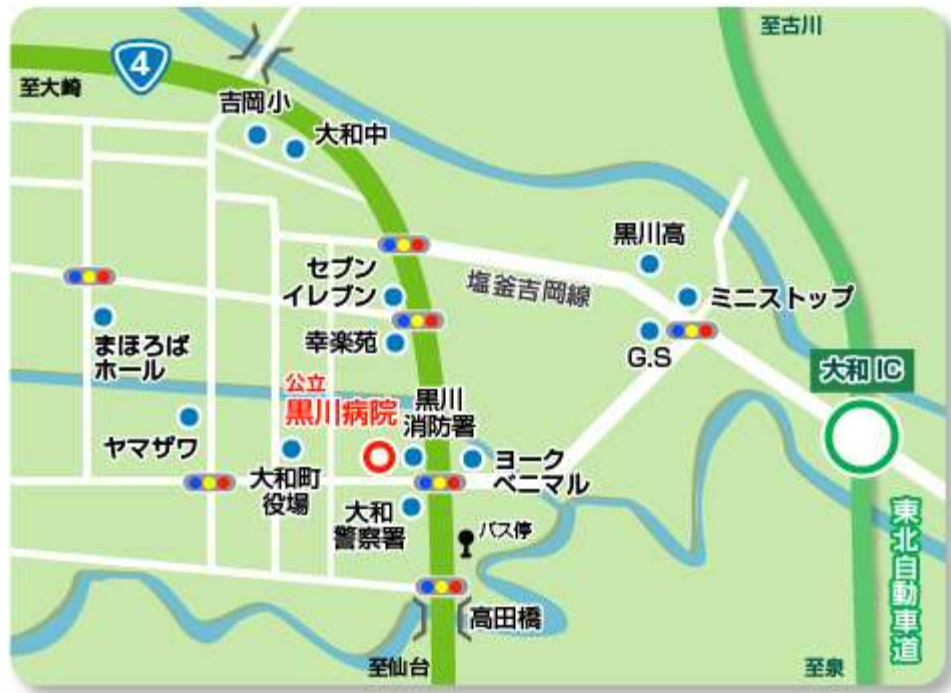 至古川
4
至大崎
吉岡小
大和中
黒川高
セブン
イレブン
塩釜吉岡線
ミニストップ
幸楽苑
G.S
まほろば
ホール
大和 IC
公立
黒川病院
黒川
消防署
ヤマザワ
大和町
役場
ヨーク
ベニマル
大和
警察署
バス停
東北自動車道
高田橋
至仙台
至泉